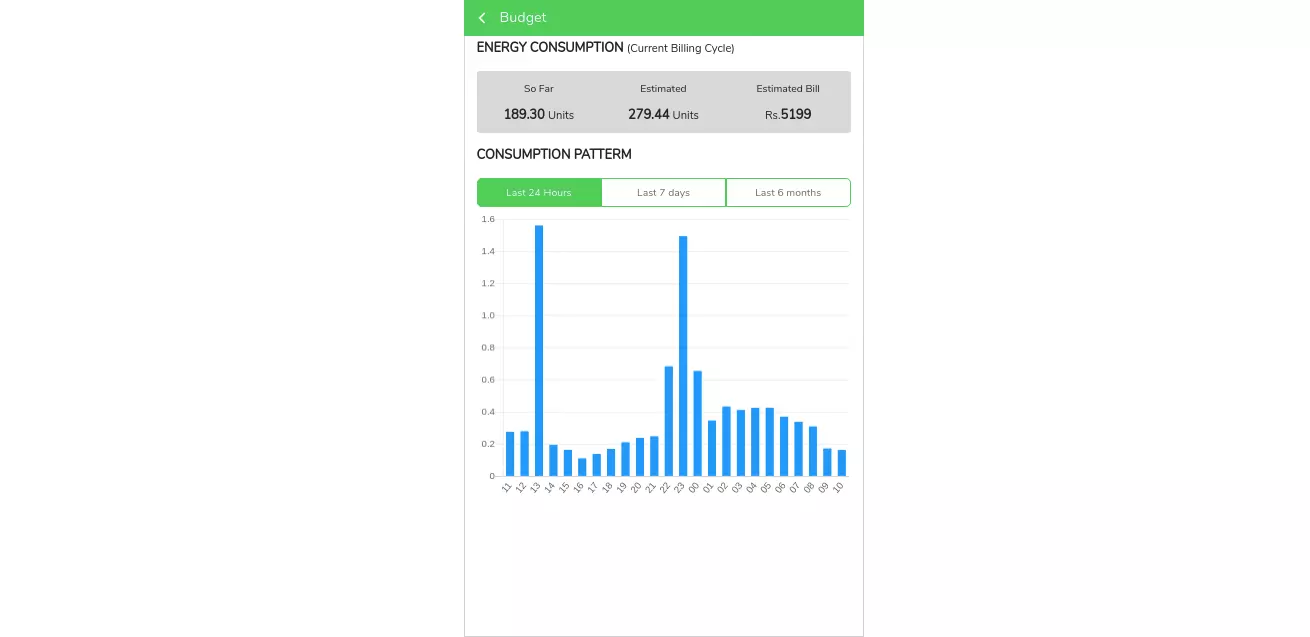 Budget
ENERGY CONSUMPTION (Current Billing Cycle)
So Far Estimated Estimated Bill
189.30 Units 279.44 Units Rs.5199
CONSUMPTION PATTERM
Last 24 Hours Last 7 days Last 6 months
1.6
1.4
1.2
1.0
0.8
0.6
0.4
0.2
0
11 12 13 14 15 16 17 18 19 20 21 22 23 00 01 02 03 04 05 06 07 08 09 10